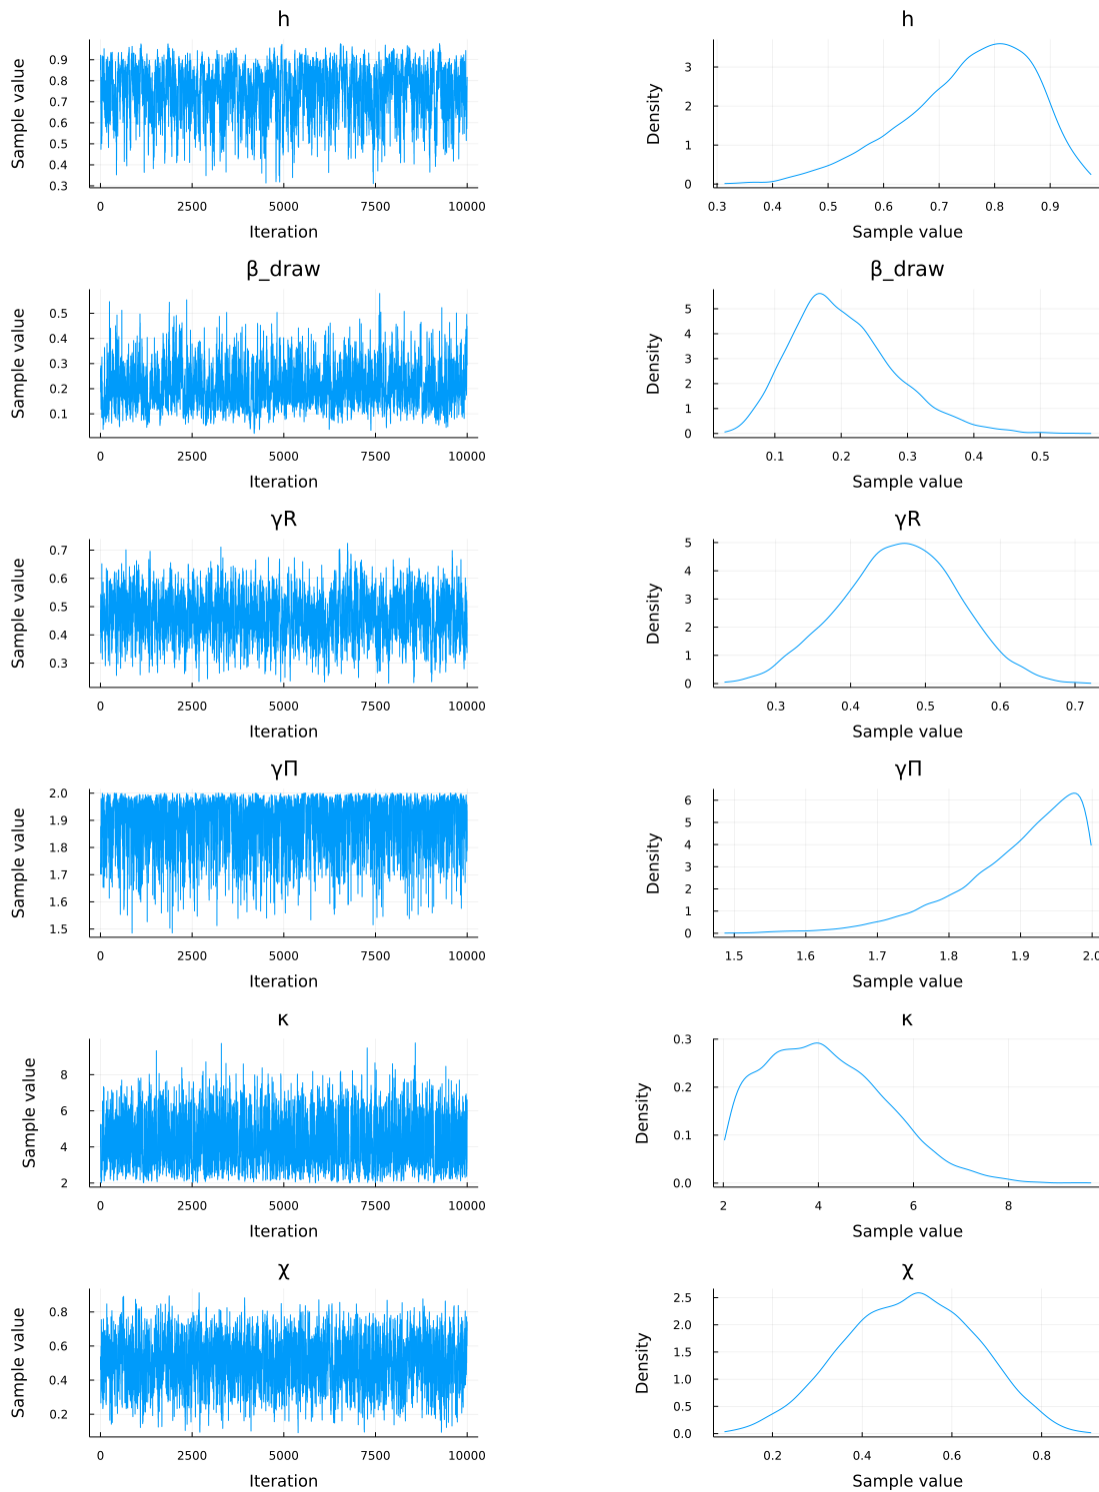 h
h
Sample value
0.9
0.8
0.7
0.6
0.5
0.4
0.3
0 2500 5000 7500 10000
Iteration
Density
3
2
1
0
0.3 0.4 0.5 0.6 0.7 0.8 0.9
Sample value
β_draw
β_draw
Sample value
0.5
0.4
0.3
0.2
0.1
0 2500 5000 7500 10000
Iteration
Density
5
4
3
2
1
0
0.1 0.2 0.3 0.4 0.5
Sample value
γR
γR
Sample value
0.7
0.6
0.5
0.4
0.3
0 2500 5000 7500 10000
Iteration
Density
5
4
3
2
1
0
0.3 0.4 0.5 0.6 0.7
Sample value
γΠ
γΠ
Sample value
2.0
1.9
1.8
1.7
1.6
1.5
0 2500 5000 7500 10000
Iteration
Density
6
5
4
3
2
1
0
1.5 1.6 1.7 1.8 1.9 2.0
Sample value
κ
κ
Sample value
8
6
4
2
0 2500 5000 7500 10000
Iteration
Density
0.3
0.2
0.1
0.0
2 4 6 8
Sample value
χ
χ
Sample value
0.8
0.6
0.4
0.2
0 2500 5000 7500 10000
Iteration
Density
2.5
2.0
1.5
1.0
0.5
0.0
0.2 0.4 0.6 0.8
Sample value